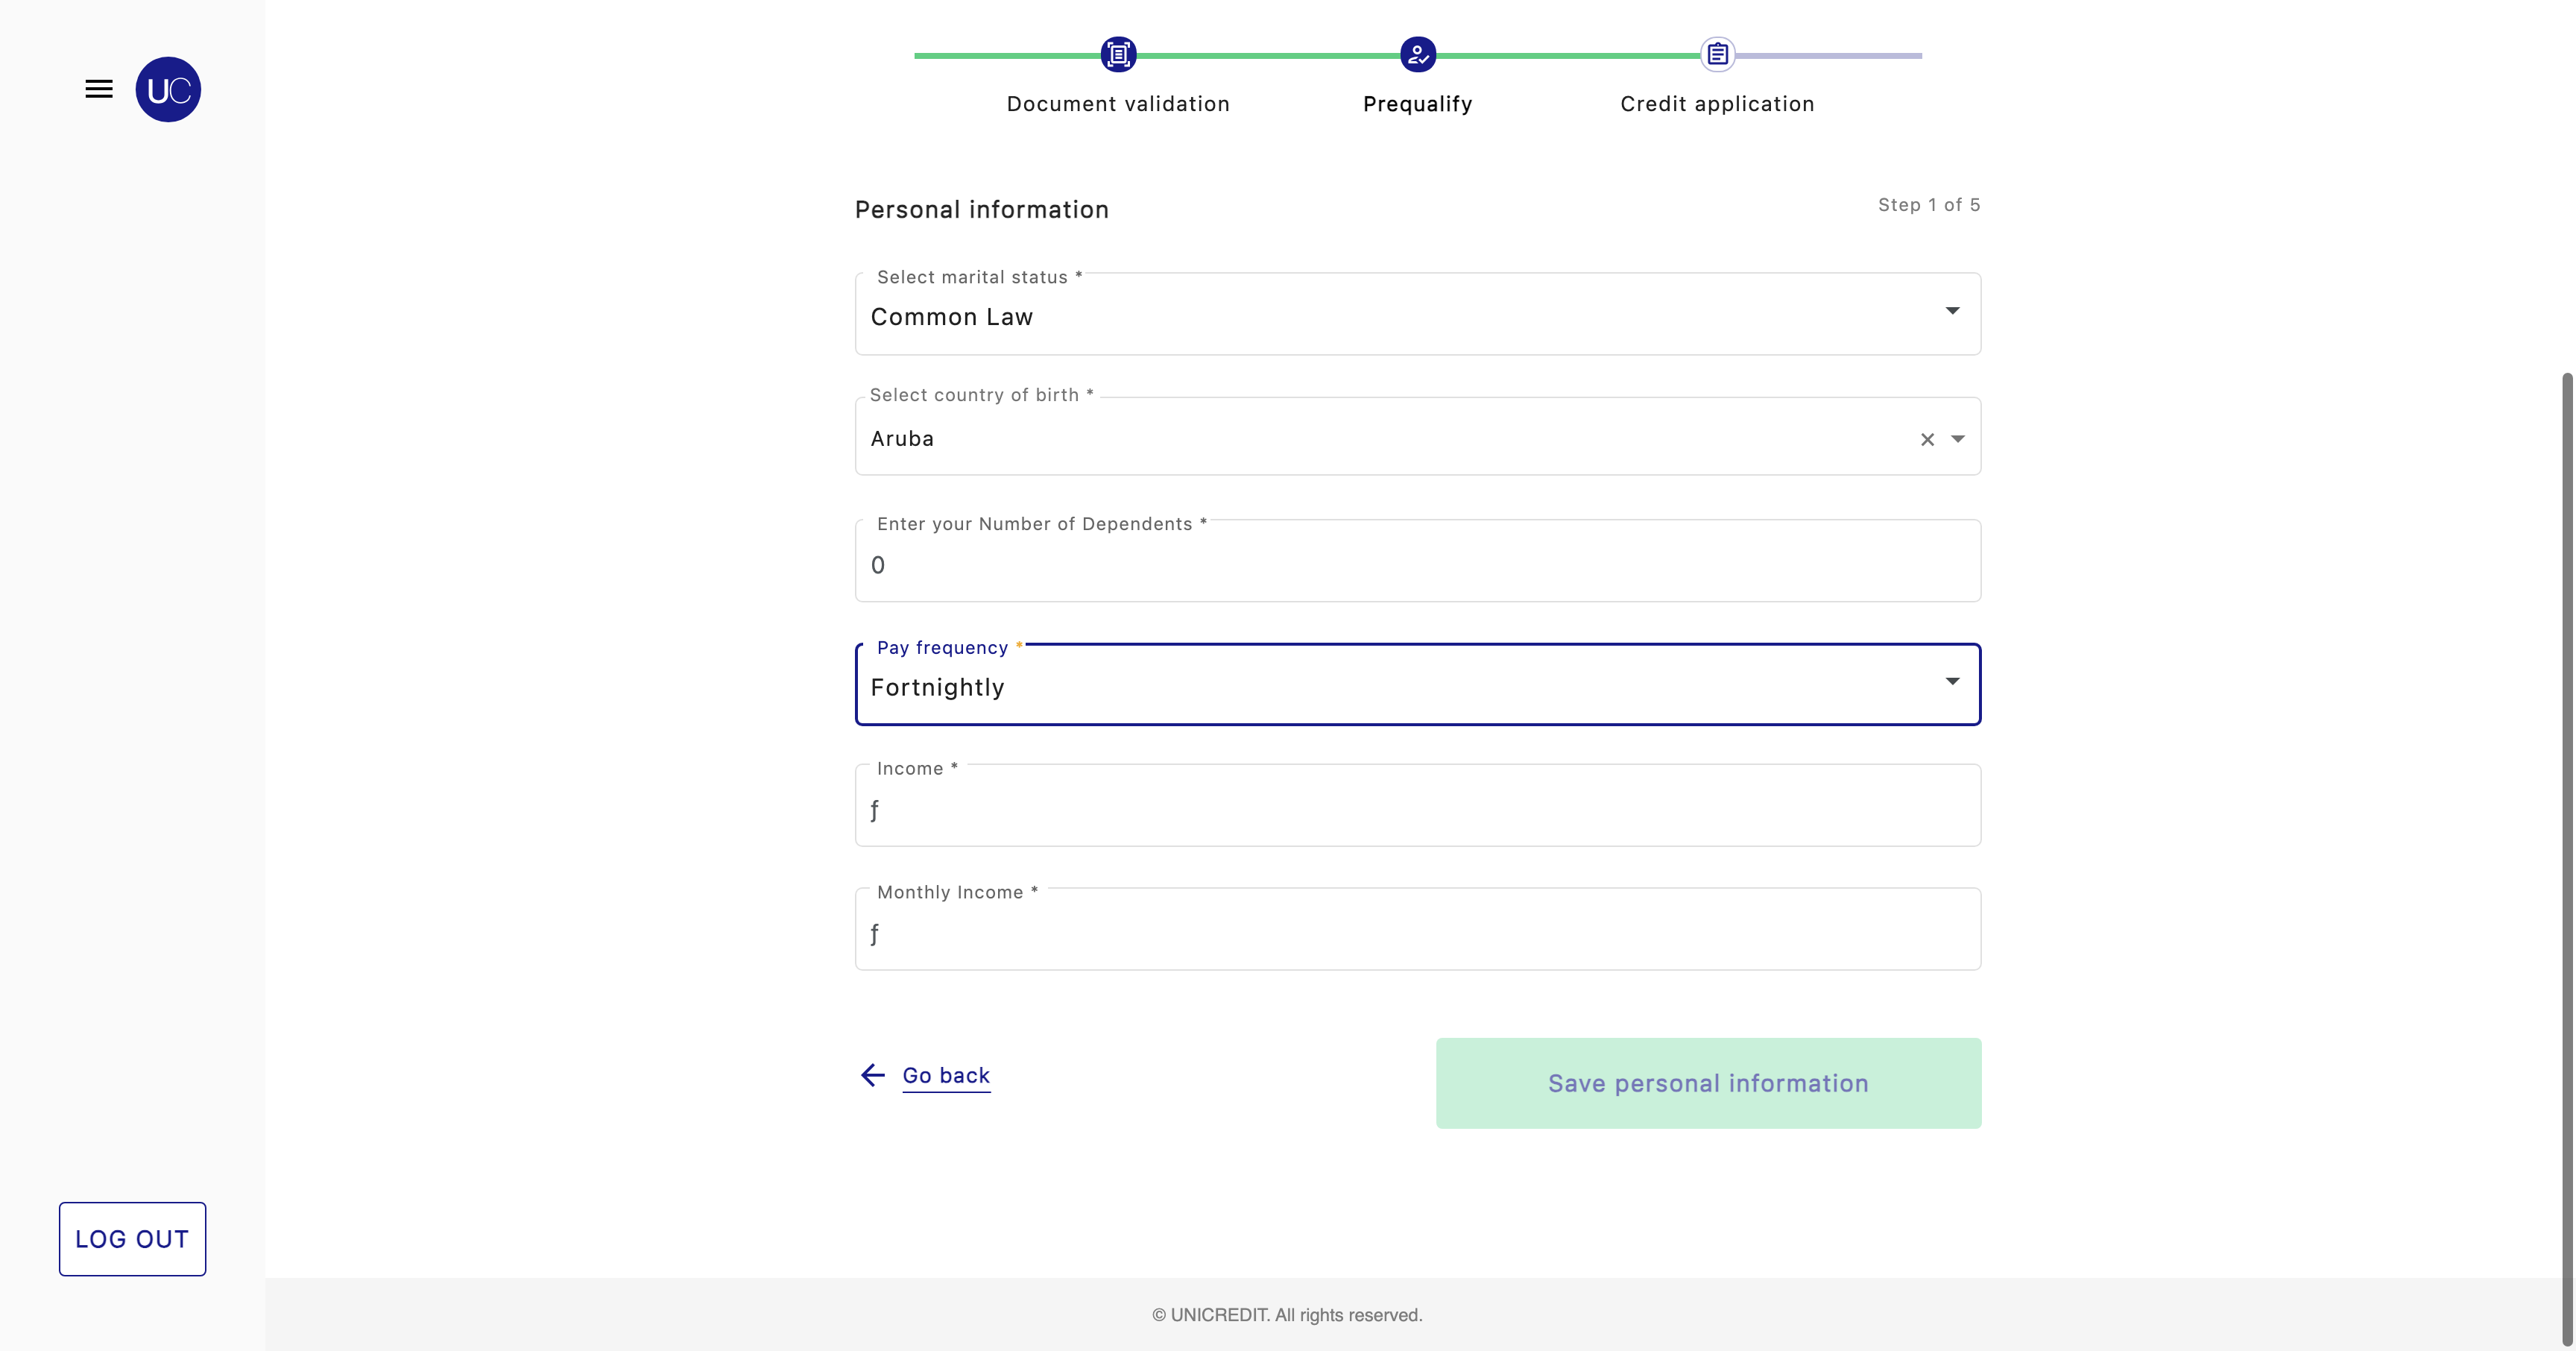 UC
Document validation
Prequalify
Credit application
Personal information
Step 1 of 5
Select marital status *
Common Law
Select country of birth *
Aruba
Enter your Number of Dependents *
0
Pay frequency *
Fortnightly
Income *
ƒ
Monthly Income *
ƒ
Go back
Save personal information
LOG OUT
© UNICREDIT. All rights reserved.